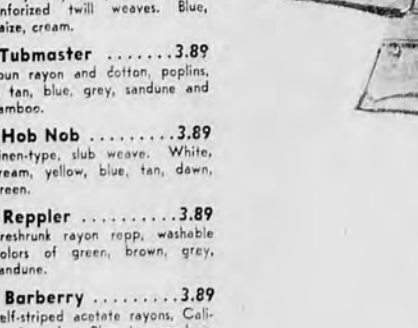 nforized twill weaves. Blue,
aize, cream.
Tubmaster .......3.89
oun rayon and cotton, poplins,
tan, blue, grey, sandune and
amboo.
Hob Nob .........3.89
inen-type, slub weave. White,
ream, yellow, blue, tan, dawn,
reen.
Reppler ..........3.89
reshrunk rayon repp, washable
olors of green, brown, grey,
andune.
Barberry .........3.89
elf-striped acetate rayons, Cali-